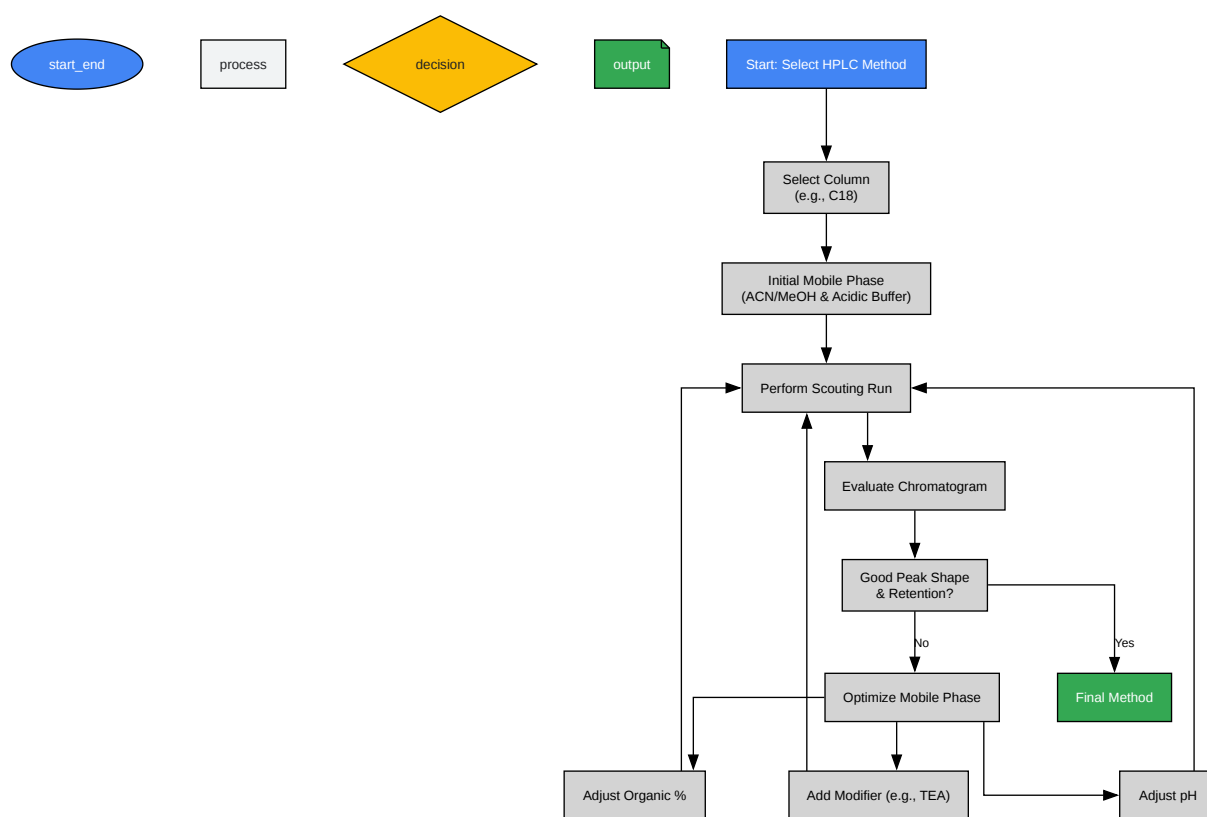 start_end
process
decision
output
Start: Select HPLC Method
Select Column
(e.g., C18)
Initial Mobile Phase
(ACN/MeOH & Acidic Buffer)
Perform Scouting Run
Evaluate Chromatogram
Good Peak Shape
& Retention?
No
Yes
Optimize Mobile Phase
Final Method
Adjust Organic %
Add Modifier (e.g., TEA)
Adjust pH